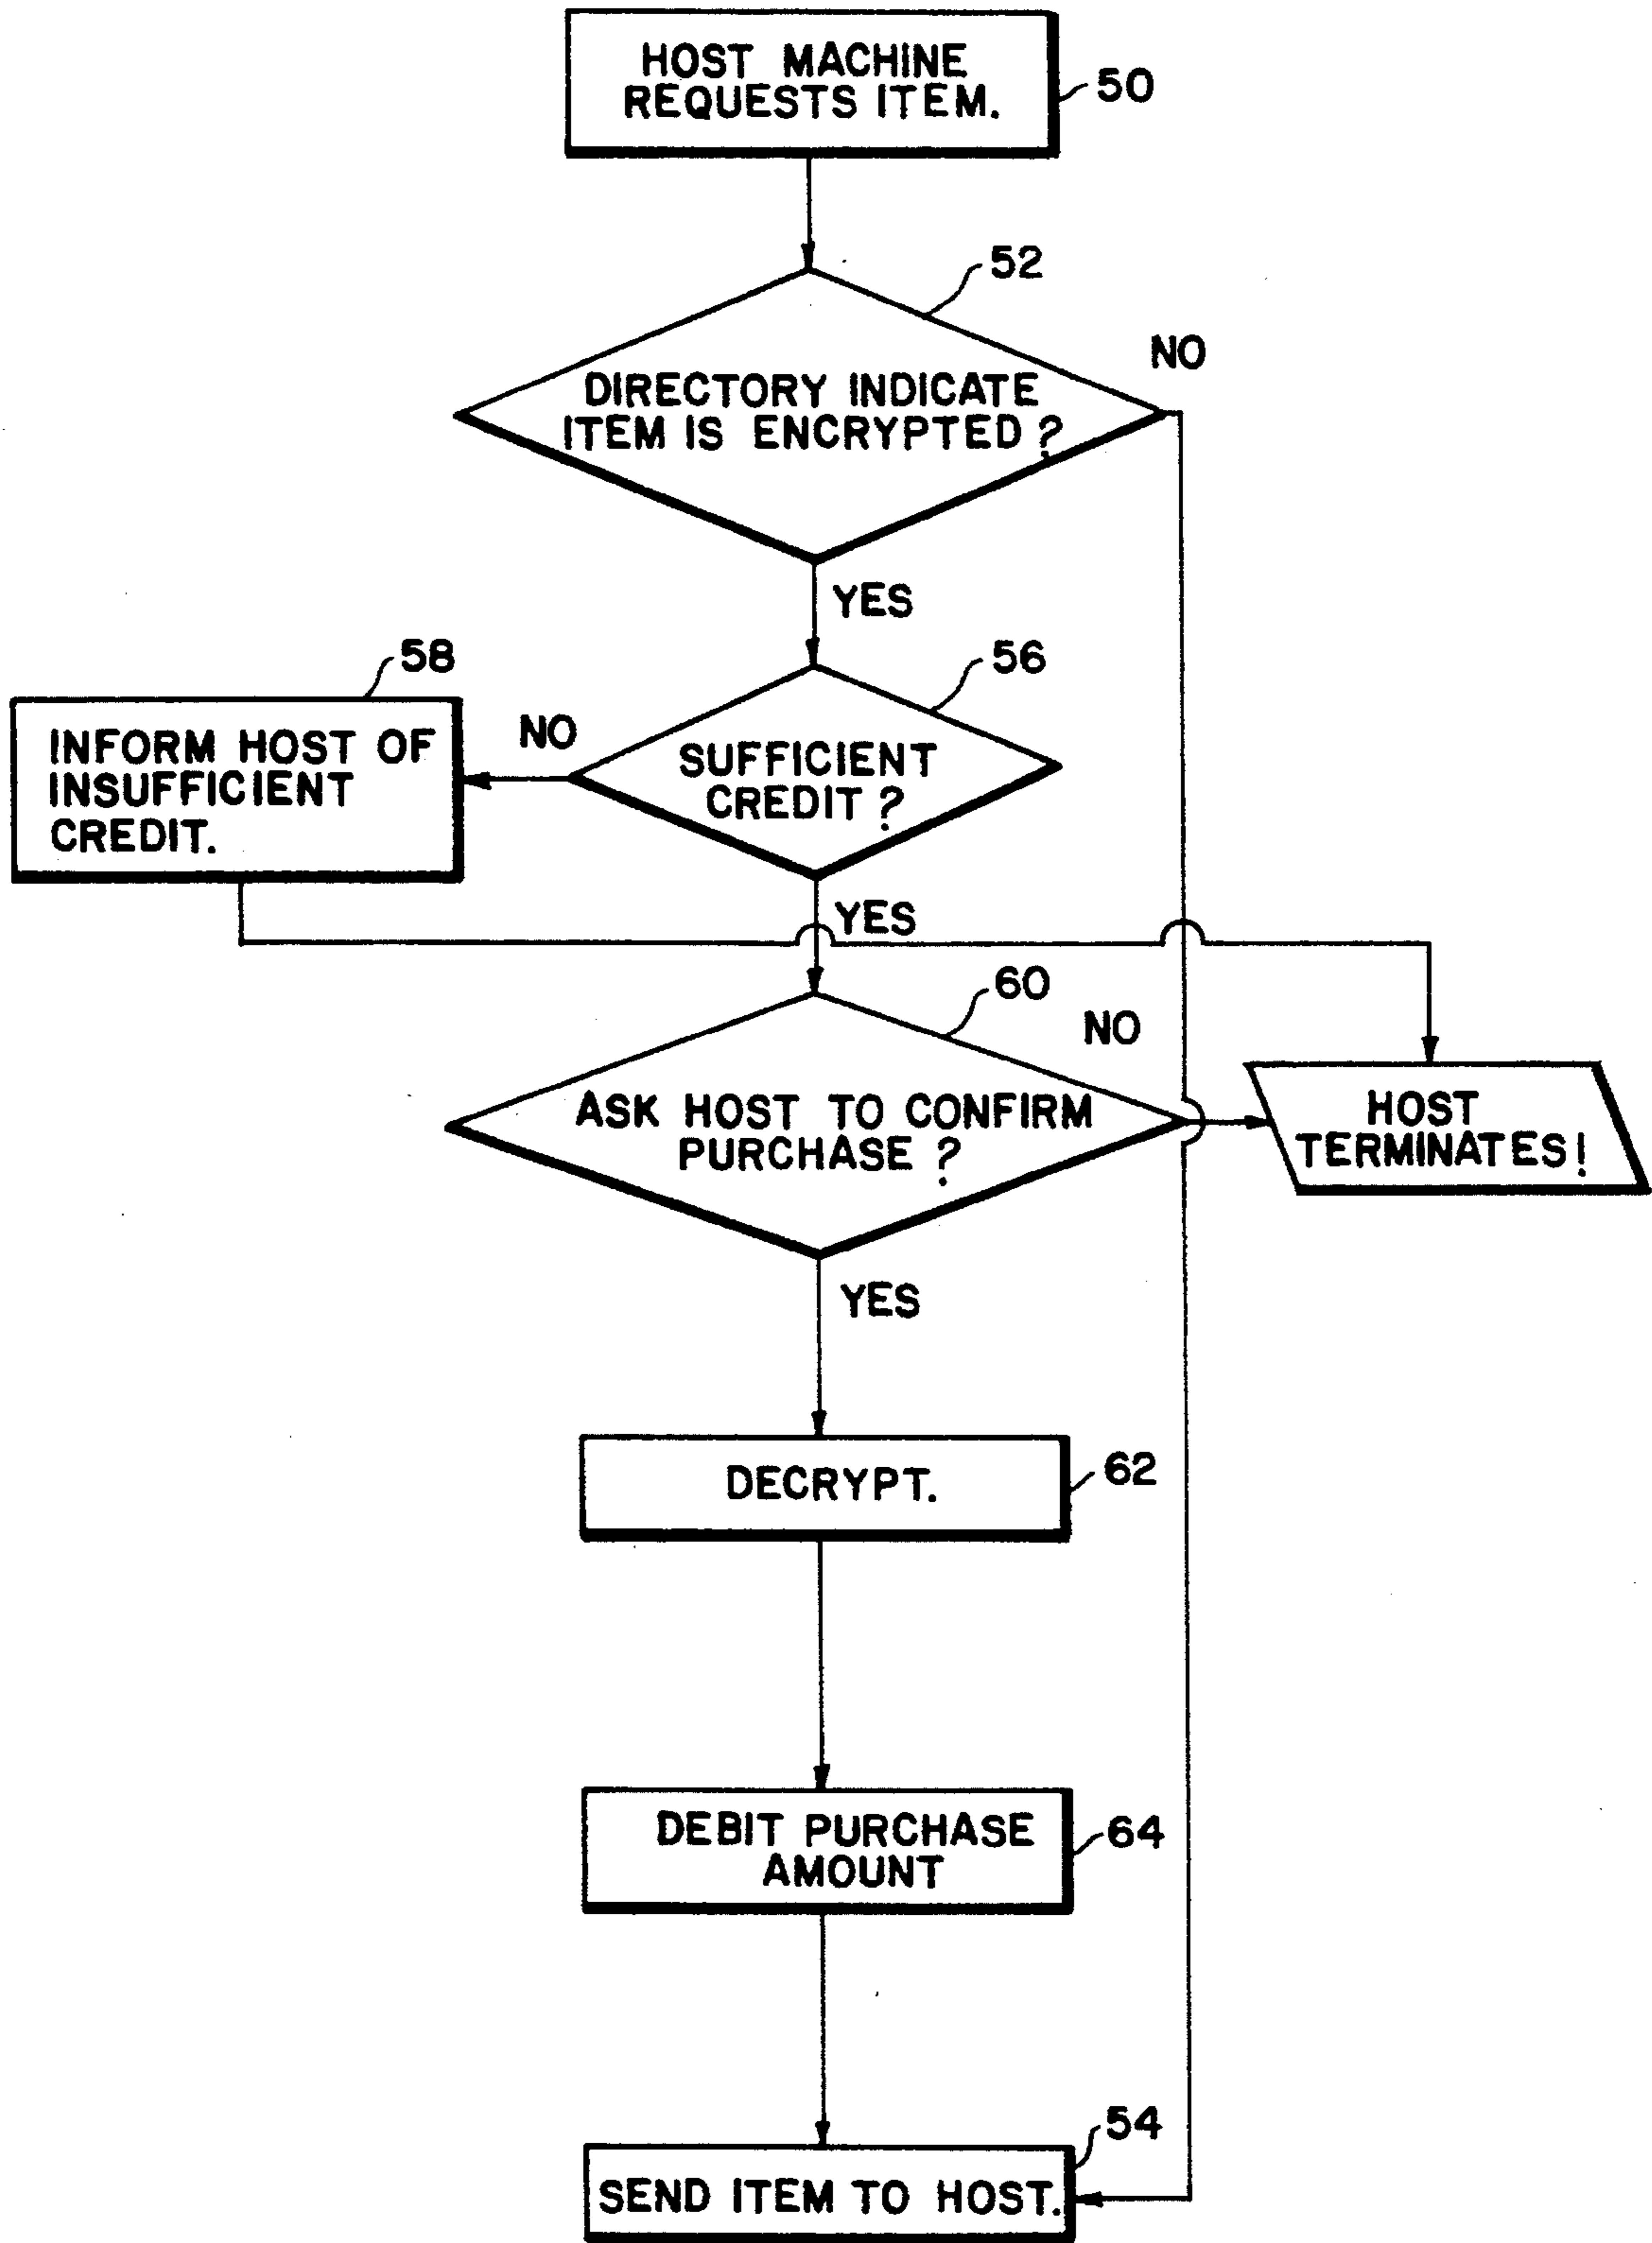 HOST MACHINE
REQUESTS ITEM.
50
52
NO
DIRECTORY INDICATE
ITEM IS ENCRYPTED?
YES
58
56
INFORM HOST OF
INSUFFICIENT
CREDIT.
NO
SUFFICIENT
CREDIT?
YES
60
NO
ASK HOST TO CONFIRM
PURCHASE?
HOST
TERMINATES!
YES
DECRYPT.
62
DEBIT PURCHASE
AMOUNT
64
54
SEND ITEM TO HOST.